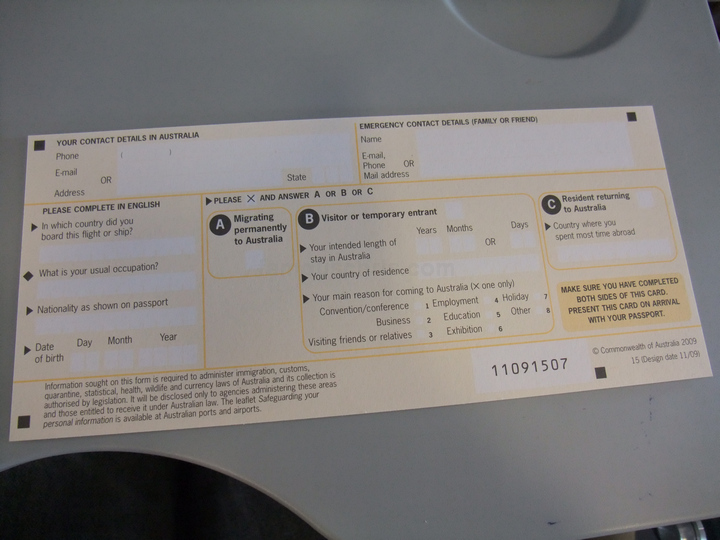 YOUR CONTACT DETAILS IN AUSTRALIA
Phone ( )
E-mail
OR
Address
State
EMERGENCY CONTACT DETAILS (FAMILY OR FRIEND)
Name
E-mail,
Phone OR
Mail address
PLEASE COMPLETE IN ENGLISH
In which country did you
board this flight or ship?
What is your usual occupation?
Nationality as shown on passport
Date
of birth
Day Month Year
PLEASE X AND ANSWER A OR B OR C
A Migrating
permanently
to Australia
B Visitor or temporary entrant
Years Months Days
Your intended length of
stay in Australia
OR
Your country of residence
Your main reason for coming to Australia (X one only)
Convention/conference 1 Employment 4 Holiday 7
Business 2 Education 5 Other 8
Visiting friends or relatives 3 Exhibition 6
C Resident returning
to Australia
Country where you
spent most time abroad
MAKE SURE YOU HAVE COMPLETED
BOTH SIDES OF THIS CARD.
PRESENT THIS CARD ON ARRIVAL
WITH YOUR PASSPORT.
Information sought on this form is required to administer immigration, customs,
quarantine, statistical, health, wildlife and currency laws of Australia and its collection is
authorised by legislation. It will be disclosed only to agencies administering these areas
and those entitled to receive it under Australian law. The leaflet Safeguarding your
personal information is available at Australian ports and airports.
11091507
© Commonwealth of Australia 2009
15 (Design date 11/09)